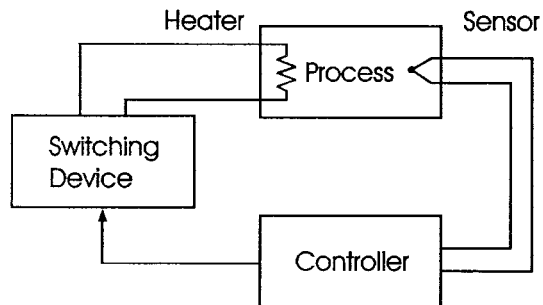 Heater
Sensor
Process
Switching
Device
Controller